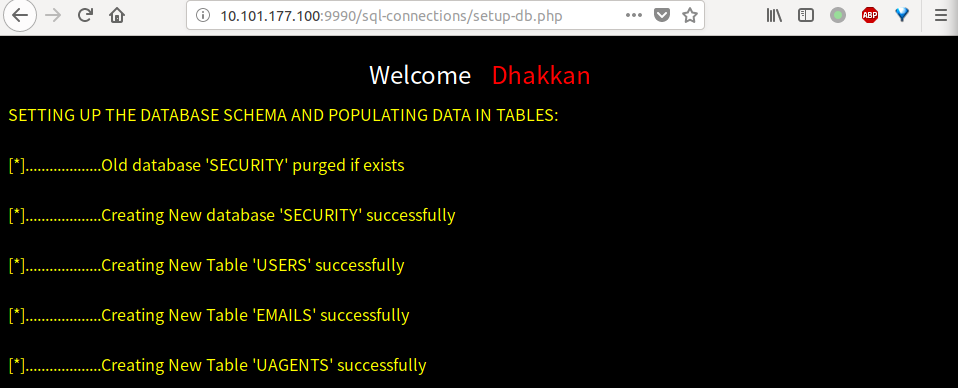 10.101.177.100:9990/sql-connections/setup-db.php
ABP
Welcome Dhakkan
SETTING UP THE DATABASE SCHEMA AND POPULATING DATA IN TABLES:
[*]...................Old database 'SECURITY' purged if exists
[*]...................Creating New database 'SECURITY' successfully
[*]...................Creating New Table 'USERS' successfully
[*]...................Creating New Table 'EMAILS' successfully
[*]...................Creating New Table 'UAGENTS' successfully